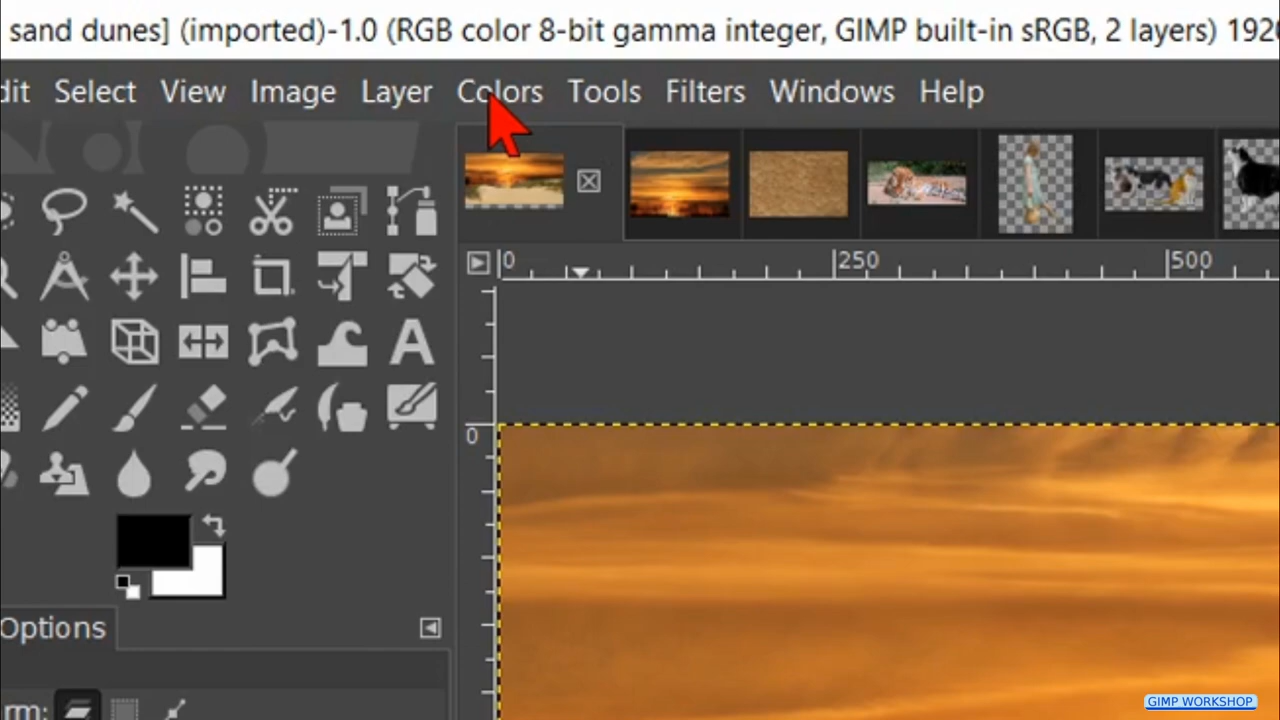 sand dunes] (imported)-1.0 (RGB color 8-bit gamma integer, GIMP built-in sRGB, 2 layers) 192
dit Select View Image Layer Colors Tools Filters Windows Help
0 250 500
0
Options
rm:
GIMP WORKSHOP